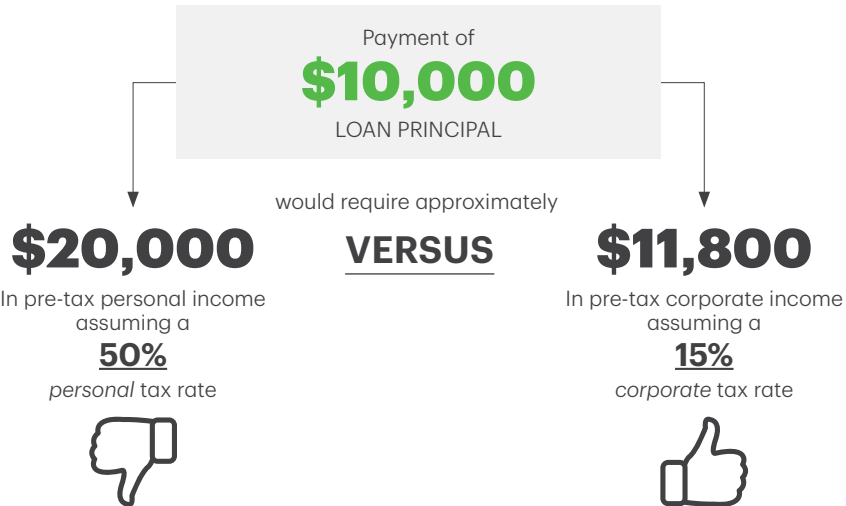 Payment of
$10,000
LOAN PRINCIPAL
would require approximately
$20,000
In pre-tax personal income
assuming a
50%
personal tax rate
VERSUS
$11,800
In pre-tax corporate income
assuming a
15%
corporate tax rate